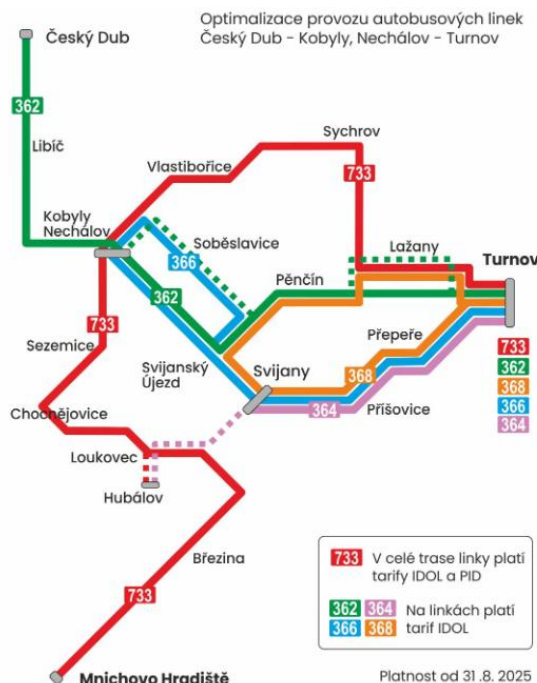 Optimalizace provozu autobusových linek
Český Dub - Kobyly, Nechálov - Turnov
Český Dub
362
Libíč
Sychrov
Vlastibořice
733
Kobyly
Nechálov
Soběslavice
Lažany
366
Turnov
Pěnčín
362
733
Přepeře
Sezemice
Svijanský
Újezd
Svijany
368
733
362
368
366
364
364
Příšovice
Chocnějovice
Loukovec
Hubálov
Březina
733
733 V celé trase linky platí
tarify IDOL a PID
362 364 Na linkách platí
366 368 tarif IDOL
Mnichovo Hradiště
Platnost od 31 .8. 2025